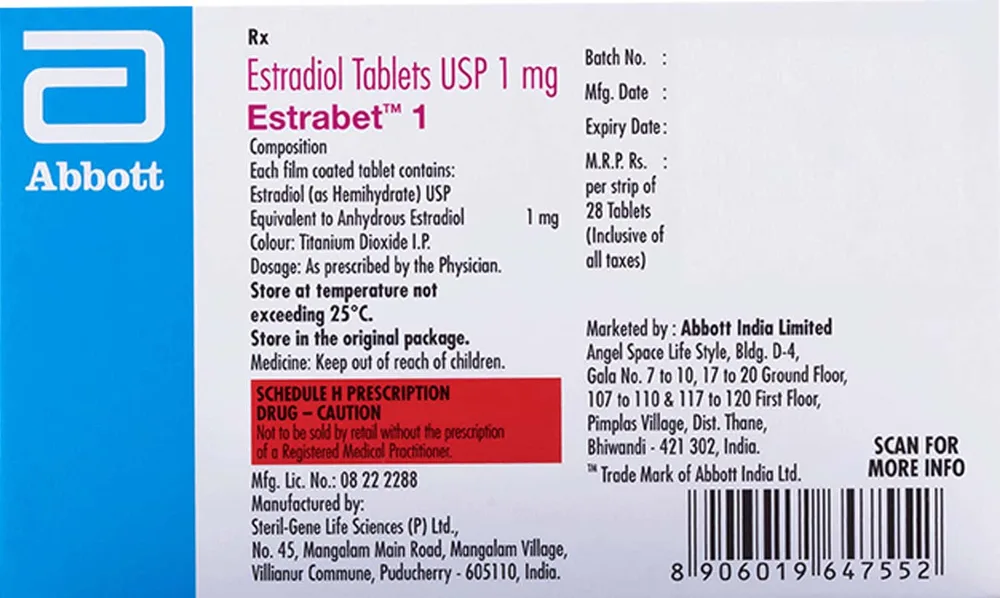 Abbott
Rx
Estradiol Tablets USP 1 mg
Estrabet™ 1
Composition
Each film coated tablet contains:
Estradiol (as Hemihydrate) USP
Equivalent to Anhydrous Estradiol 1 mg
Colour: Titanium Dioxide I.P.
Dosage: As prescribed by the Physician.
Store at temperature not
exceeding 25°C.
Store in the original package.
Medicine: Keep out of reach of children.
SCHEDULE H PRESCRIPTION
DRUG – CAUTION
Not to be sold by retail without the prescription
of a Registered Medical Practitioner.
Mfg. Lic. No.: 08 22 2288
Manufactured by:
Steril-Gene Life Sciences (P) Ltd.,
No. 45, Mangalam Main Road, Mangalam Village,
Villianur Commune, Puducherry - 605110, India.
Batch No. :
Mfg. Date :
Expiry Date:
M.R.P. Rs. :
per strip of
28 Tablets
(Inclusive of
all taxes)
Marketed by : Abbott India Limited
Angel Space Life Style, Bldg. D-4,
Gala No. 7 to 10, 17 to 20 Ground Floor,
107 to 110 & 117 to 120 First Floor,
Pimplas Village, Dist. Thane,
Bhiwandi - 421 302, India.
™ Trade Mark of Abbott India Ltd.
SCAN FOR
MORE INFO
8 906019 647552